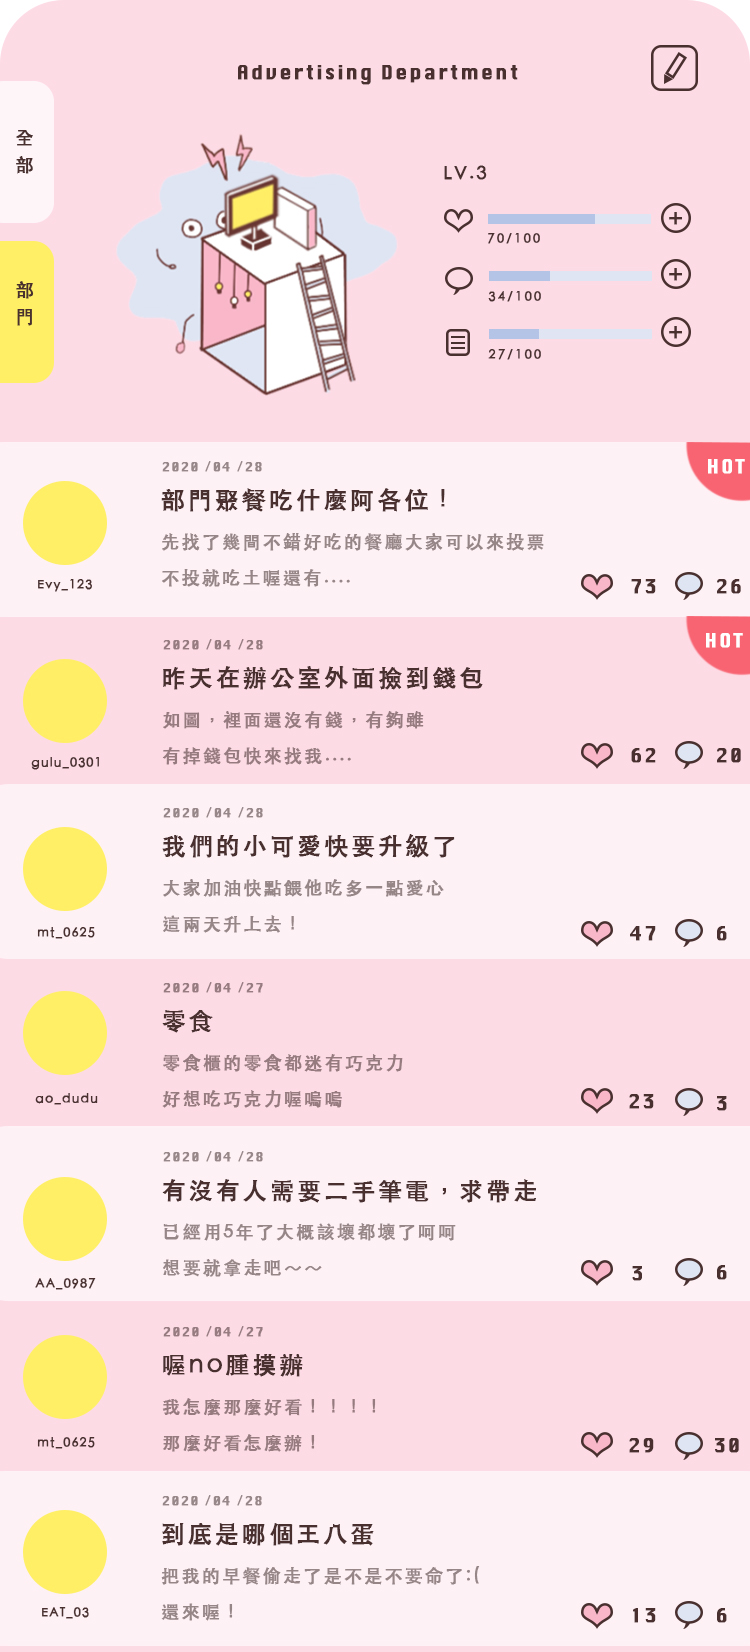 Advertising Department
全部
部門
LV.3
70/100
34/100
27/100
HOT
2020 /04 /28
部門聚餐吃什麼阿各位！
先找了幾間不錯好吃的餐廳大家可以來投票
不投就吃土喔還有....
Evy_123
73 26
HOT
2020 /04 /28
昨天在辦公室外面撿到錢包
如圖，裡面還沒有錢，有夠雖
有掉錢包快來找我....
gulu_0301
62 20
2020 /04 /28
我們的小可愛快要升級了
大家加油快點餵他吃多一點愛心
這兩天升上去！
mt_0625
47 6
2020 /04 /27
零食
零食櫃的零食都迷有巧克力
好想吃巧克力喔嗚嗚
ao_dudu
23 3
2020 /04 /28
有沒有人需要二手筆電，求帶走
已經用5年了大概該壞都壞了呵呵
想要就拿走吧～～
AA_0987
3 6
2020 /04 /27
喔no腫摸辦
我怎麼那麼好看！！！！
那麼好看怎麼辦！
mt_0625
29 30
2020 /04 /28
到底是哪個王八蛋
把我的早餐偷走了是不是不要命了:(
還來喔！
EAT_03
13 6